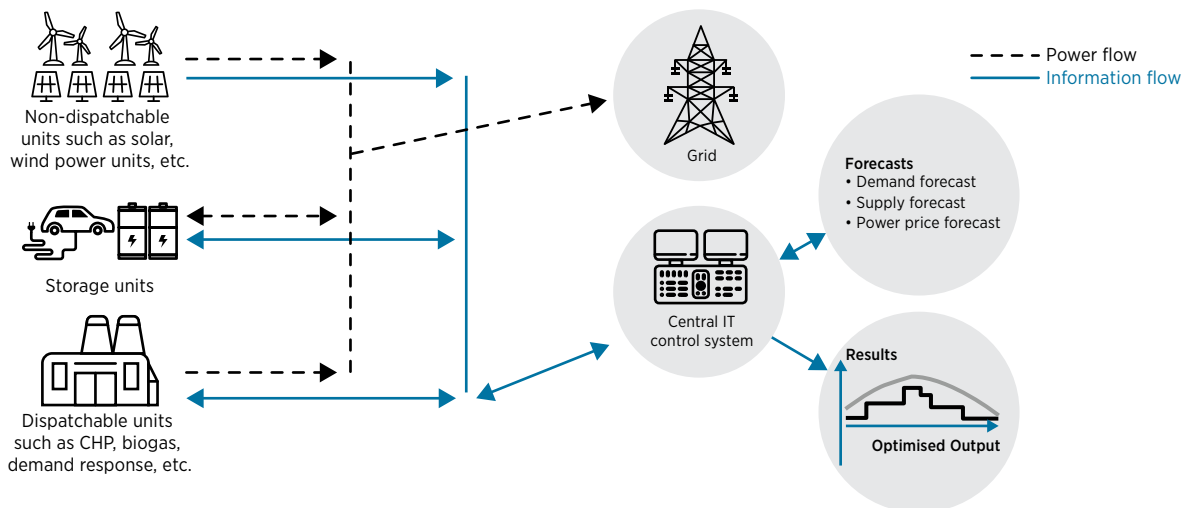 Non-dispatchable
units such as solar,
wind power units, etc.
Storage units
Dispatchable units
such as CHP, biogas,
demand response, etc.
Grid
Central IT
control system
Power flow
Information flow
Forecasts
• Demand forecast
• Supply forecast
• Power price forecast
Results
Optimised Output